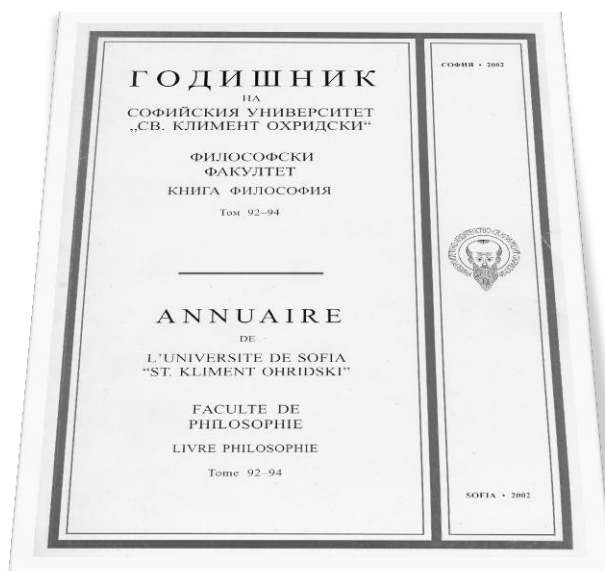 ГОДИШНИК
НА
СОФИЙСКИЯ УНИВЕРСИТЕТ
„СВ. КЛИМЕНТ ОХРИДСКИ“
ФИЛОСОФСКИ
ФАКУЛТЕТ
КНИГА ФИЛОСОФИЯ
Том 92–94
ANNUAIRE
DE
L'UNIVERSITE DE SOFIA
“ST. KLIMENT OHRIDSKI”
FACULTE DE
PHILOSOPHIE
LIVRE PHILOSOPHIE
Tome 92–94
СОФИЯ • 2002
SOFIA • 2002